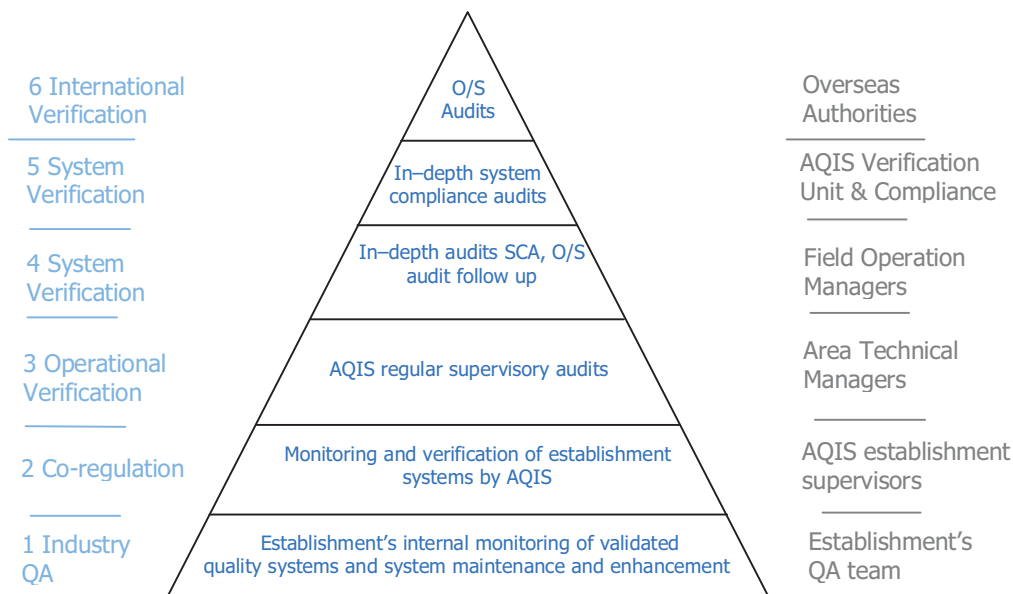 6 International
Verification
O/S
Audits
Overseas
Authorities
5 System
Verification
In–depth system
compliance audits
AQIS Verification
Unit & Compliance
4 System
Verification
In–depth audits SCA, O/S
audit follow up
Field Operation
Managers
3 Operational
Verification
AQIS regular supervisory audits
Area Technical
Managers
2 Co-regulation
Monitoring and verification of establishment
systems by AQIS
AQIS establishment
supervisors
1 Industry
QA
Establishment’s internal monitoring of validated
quality systems and system maintenance and enhancement
Establishment’s
QA team